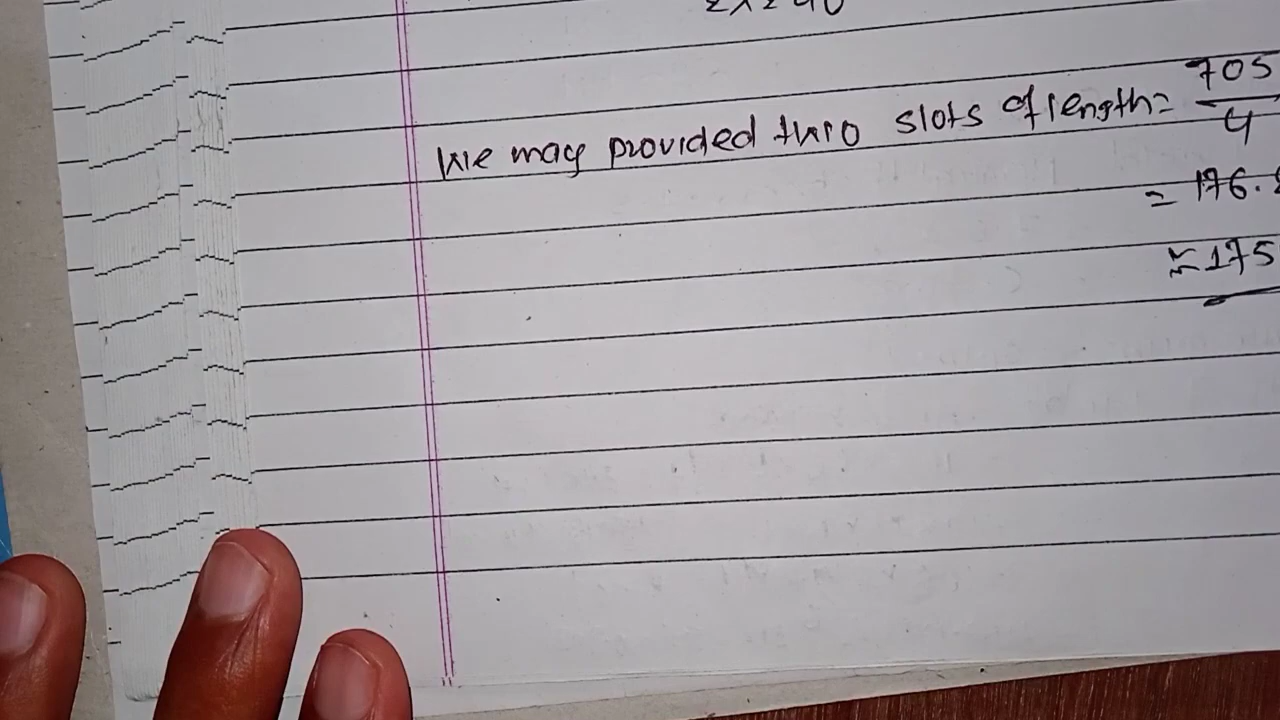 We may provided two slots of length = 705/4
= 176.
≈ 175